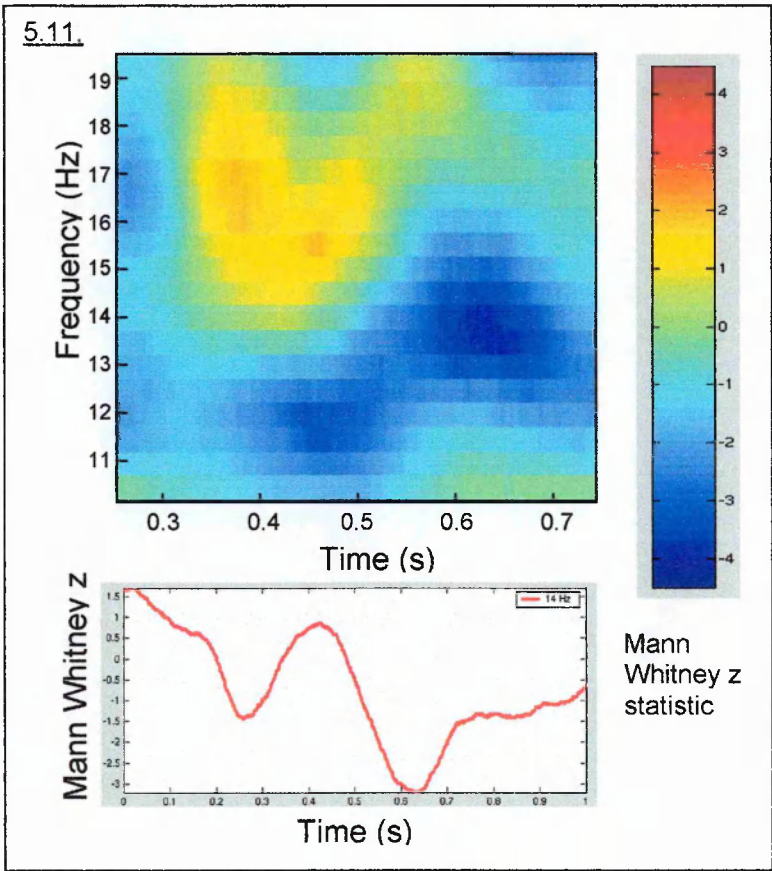 5.11.
Frequency (Hz)
19
18
17
16
15
14
13
12
11
0.3 0.4 0.5 0.6 0.7
Time (s)
4
3
2
1
0
-1
-2
-3
-4
Mann
Whitney z
statistic
Mann Whitney z
1.5
1
0.5
0
-0.5
-1
-1.5
-2
-2.5
-3
14 Hz
0 0.1 0.2 0.3 0.4 0.5 0.6 0.7 0.8 0.9 1
Time (s)